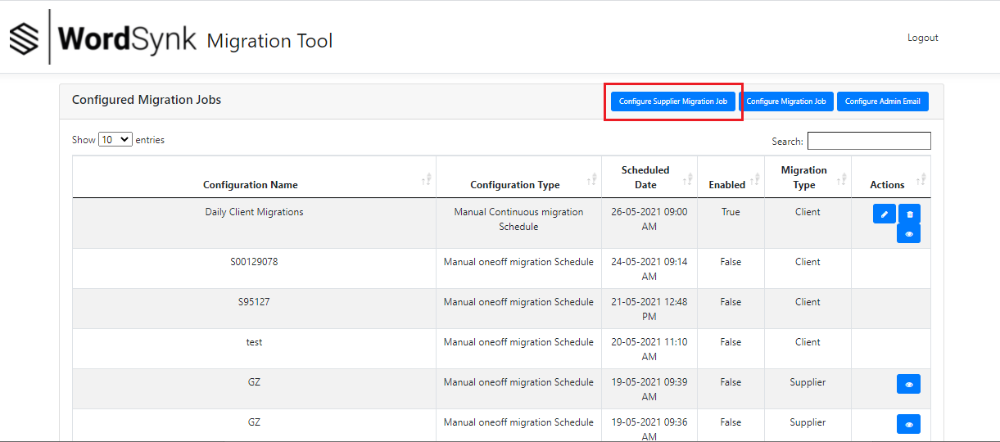 WordSynk Migration Tool
Logout
Configured Migration Jobs
Configure Supplier Migration Job
Configure Migration Job
Configure Admin Email
Show 10 entries
Search:
Configuration Name
Configuration Type
Scheduled
Date
Enabled
Migration
Type
Actions
Daily Client Migrations
Manual Continuous migration
Schedule
26-05-2021 09:00
AM
True
Client
S00129078
Manual oneoff migration Schedule
24-05-2021 09:14
AM
False
Client
S95127
Manual oneoff migration Schedule
21-05-2021 12:48
PM
False
Client
test
Manual oneoff migration Schedule
20-05-2021 11:10
AM
False
Client
GZ
Manual oneoff migration Schedule
19-05-2021 09:39
AM
False
Supplier
GZ
Manual oneoff migration Schedule
19-05-2021 09:36
AM
False
Supplier